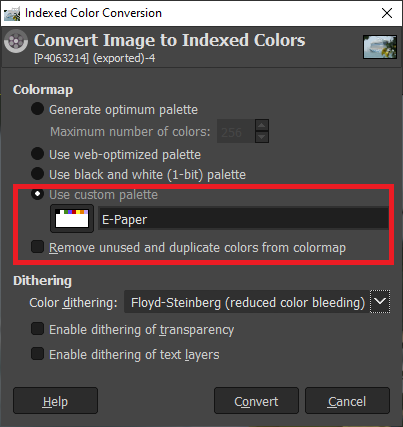 Indexed Color Conversion
Convert Image to Indexed Colors
[P4063214] (exported)-4
Colormap
Generate optimum palette
Maximum number of colors: 256
Use web-optimized palette
Use black and white (1-bit) palette
Use custom palette
E-Paper
Remove unused and duplicate colors from colormap
Dithering
Color dithering: Floyd-Steinberg (reduced color bleeding)
Enable dithering of transparency
Enable dithering of text layers
Help Convert Cancel